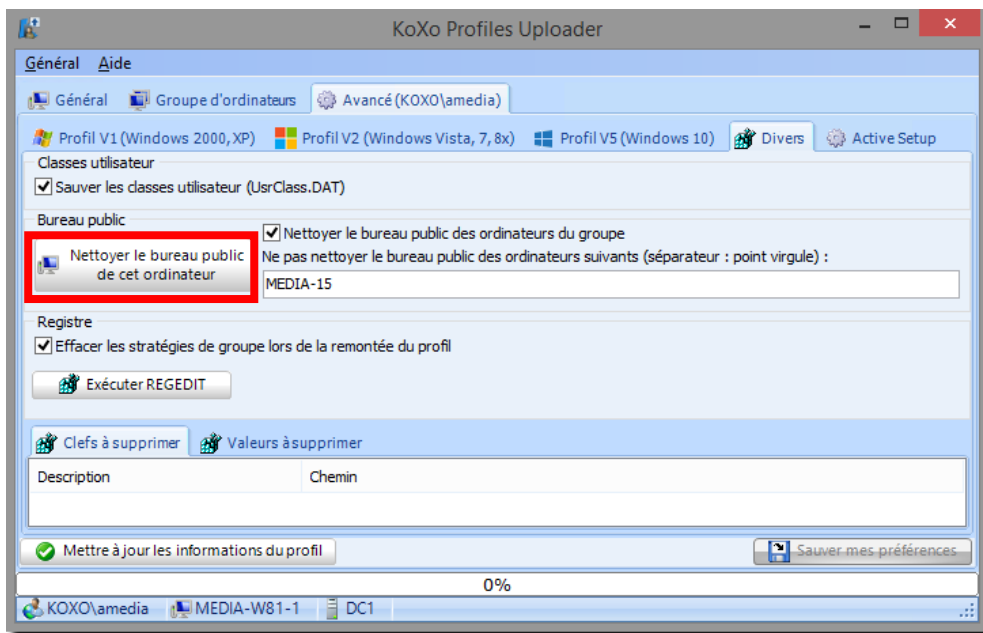 KoXo Profiles Uploader
Général Aide
Général Groupe d'ordinateurs Avancé (KOXO\amedia)
Profil V1 (Windows 2000, XP) Profil V2 (Windows Vista, 7, 8x) Profil V5 (Windows 10) Divers Active Setup
Classes utilisateur
Sauver les classes utilisateur (UsrClass.DAT)
Bureau public
Nettoyer le bureau public
de cet ordinateur
Nettoyer le bureau public des ordinateurs du groupe
Ne pas nettoyer le bureau public des ordinateurs suivants (séparateur : point virgule) :
MEDIA-15
Registre
Effacer les stratégies de groupe lors de la remontée du profil
Exécuter REGEDIT
Clefs à supprimer Valeurs à supprimer
Description Chemin
Mettre à jour les informations du profil Sauver mes préférences
0%
KOXO\amedia MEDIA-W81-1 DC1